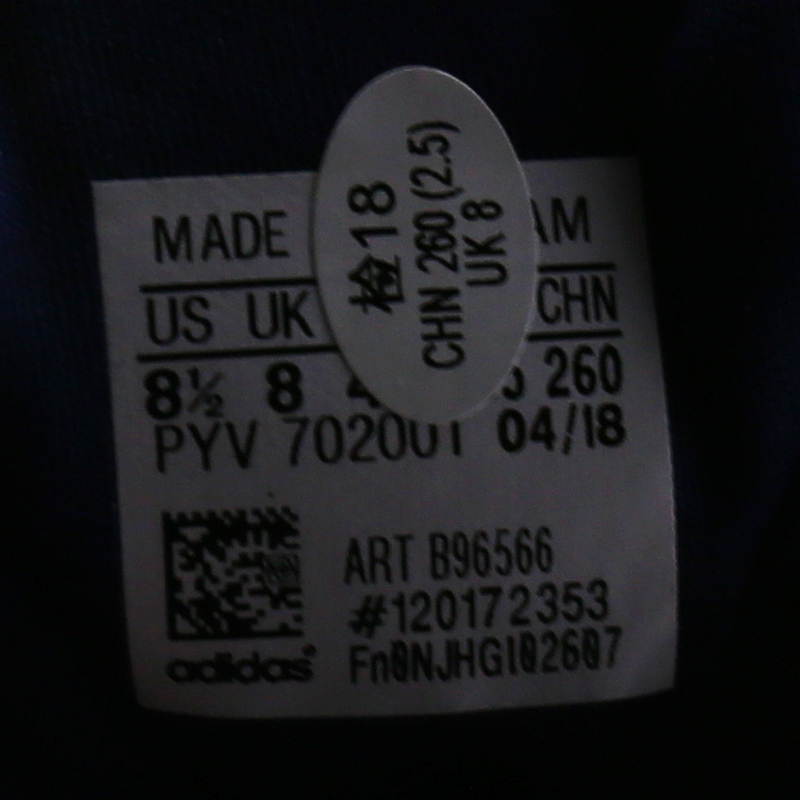 MADE
US UK CHN
8½ 8 260
PYV 702001 04/18
ART B96566
#120172353
Fn0NJHGI02607
adidas
检18
CHN 260 (2.5)
UK 8